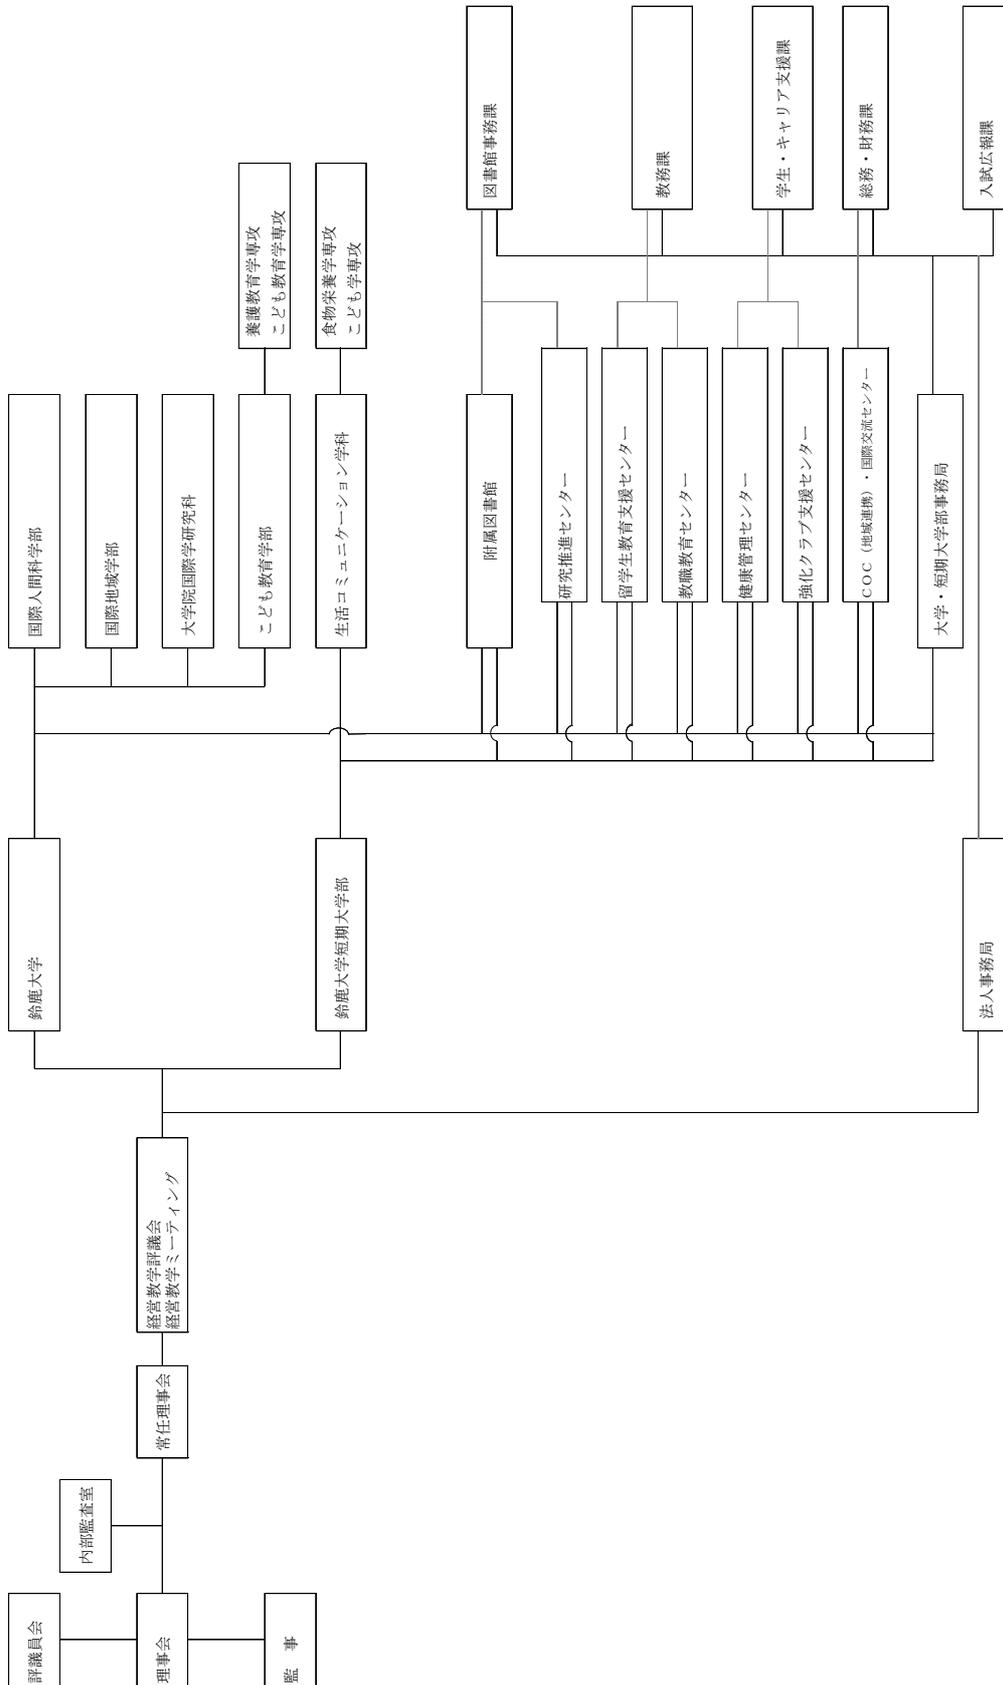 評議員会
理事会
監　事
内部監査室
常任理事会
経営教学評議会
経営教学ミーティング
鈴鹿大学
鈴鹿大学短期大学部
法人事務局
国際人間科学部
国際地域学部
大学院国際学研究科
こども教育学部
養護教育学専攻
こども教育学専攻
生活コミュニケーション学科
食物栄養学専攻
こども学専攻
附属図書館
研究推進センター
留学生教育支援センター
教職教育センター
健康管理センター
強化クラブ支援センター
COC（地域連携）・国際交流センター
大学・短期大学部事務局
図書館事務課
教務課
学生・キャリア支援課
総務・財務課
入試広報課